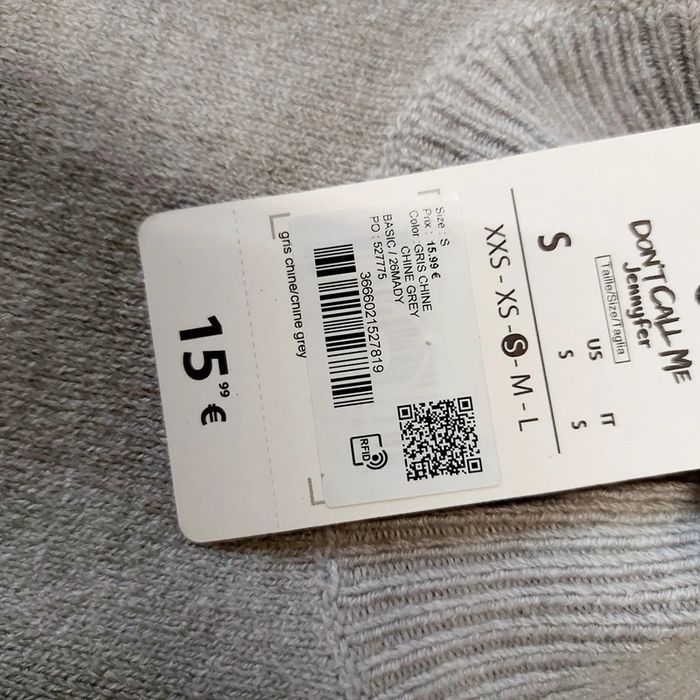 DON'T CALL ME
Jennyfer
Taille/Size/Taglia
US IT
S S S
XXS - XS - S - M - L
Size : S
Prix : 15.99 €
Color :GRIS CHINE
CHINE GREY
BASIC / 26MADY
PO : 527775
3666021527819
RFID
gris chine/chine grey
15,99 €